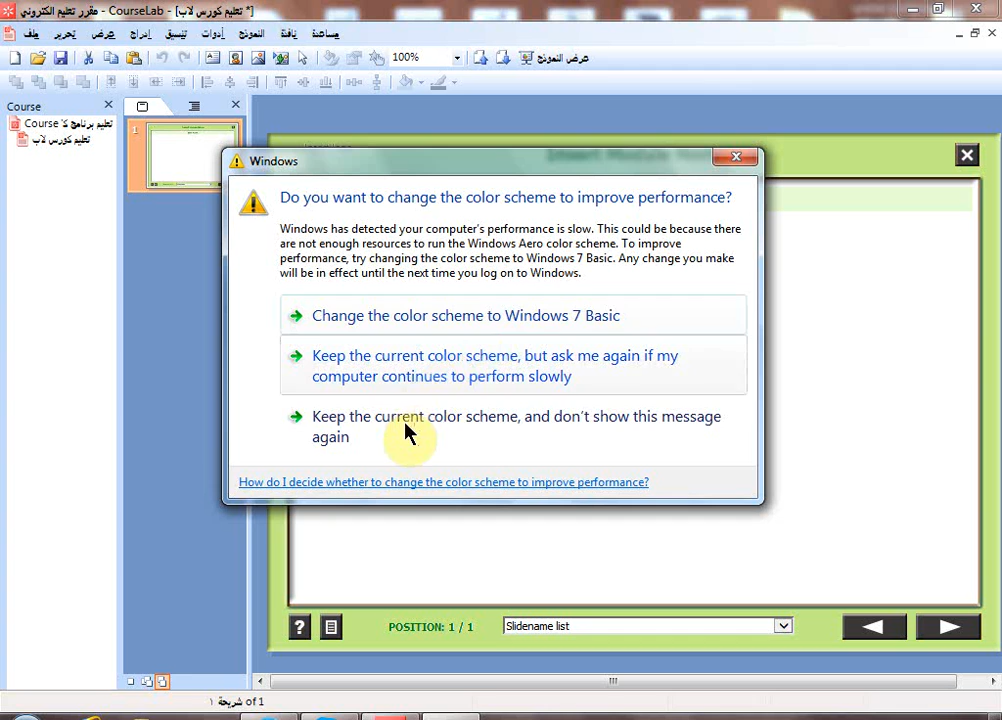 مقرر تعليم الكتروني - CourseLab - [تعليم كورس لاب *]
ملف تحرير عرض إدراج تنسيق أدوات النموذج نافذة مساعدة
100%
عرض النموذج
Course
تعليم برنامج ك' Course
تعليم كورس لاب
1
Windows
Do you want to change the color scheme to improve performance?
Windows has detected your computer's performance is slow. This could be because there
are not enough resources to run the Windows Aero color scheme. To improve
performance, try changing the color scheme to Windows 7 Basic. Any change you make
will be in effect until the next time you log on to Windows.
Change the color scheme to Windows 7 Basic
Keep the current color scheme, but ask me again if my
computer continues to perform slowly
Keep the current color scheme, and don't show this message
again
How do I decide whether to change the color scheme to improve performance?
?
POSITION: 1 / 1
Slidename list
شريحة ١ of 1